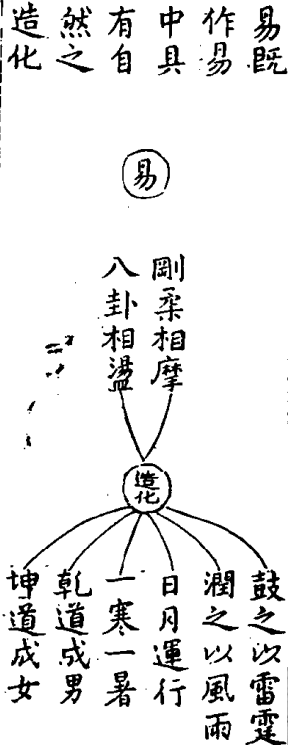 易既
作易
中具
有自
然之
造化
易
剛柔相摩
八卦相盪
造化
鼓之以雷霆
潤之以風雨
日月運行
一寒一暑
乾道成男
坤道成女